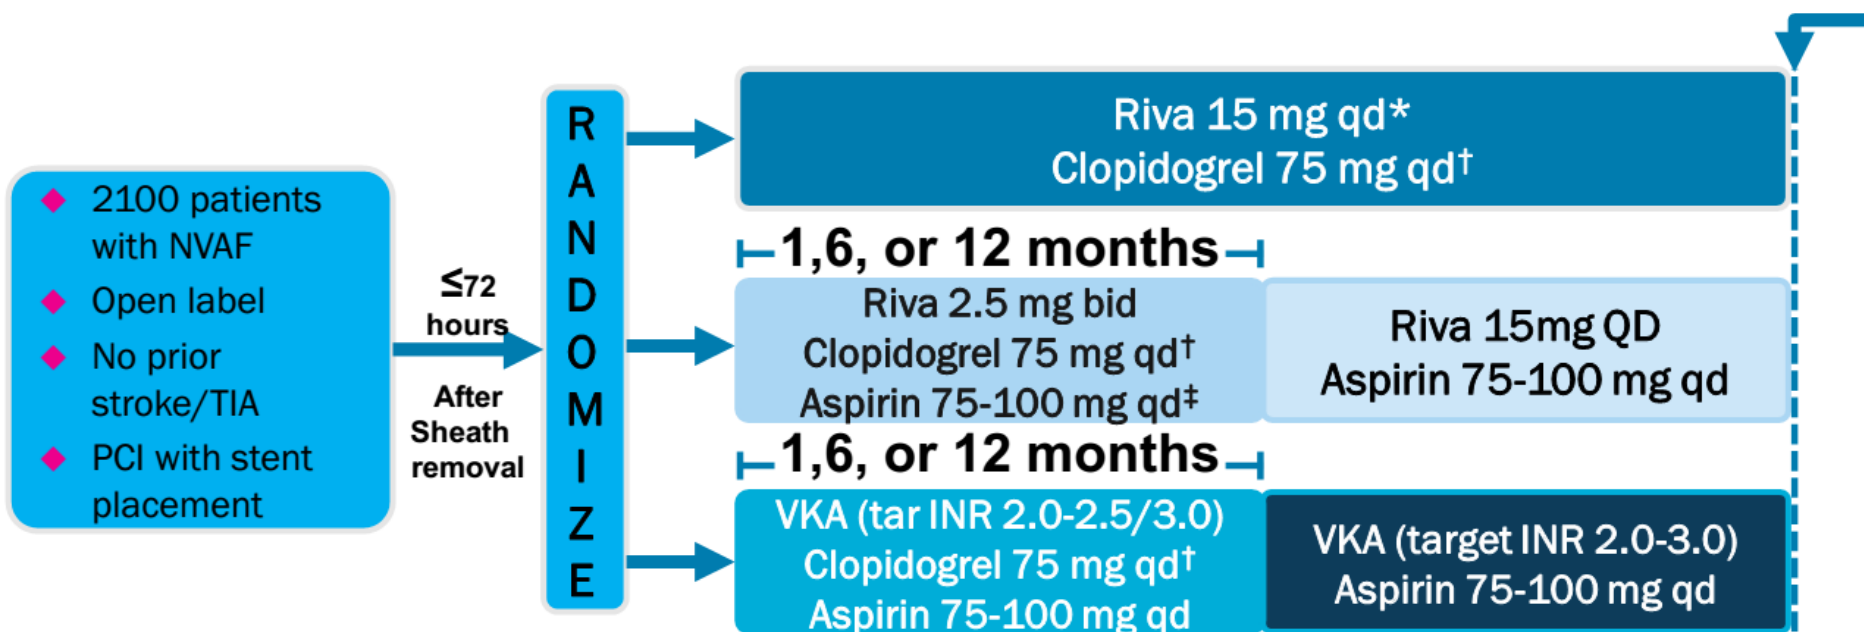 ◆ 2100 patients
with NVAF
◆ Open label
◆ No prior
stroke/TIA
◆ PCI with stent
placement
≤72
hours
After
Sheath
removal
R
A
N
D
O
M
I
Z
E
Riva 15 mg qd*
Clopidogrel 75 mg qd†
1,6, or 12 months
Riva 2.5 mg bid
Clopidogrel 75 mg qd†
Aspirin 75-100 mg qd‡
Riva 15mg QD
Aspirin 75-100 mg qd
1,6, or 12 months
VKA (tar INR 2.0-2.5/3.0)
Clopidogrel 75 mg qd†
Aspirin 75-100 mg qd
VKA (target INR 2.0-3.0)
Aspirin 75-100 mg qd